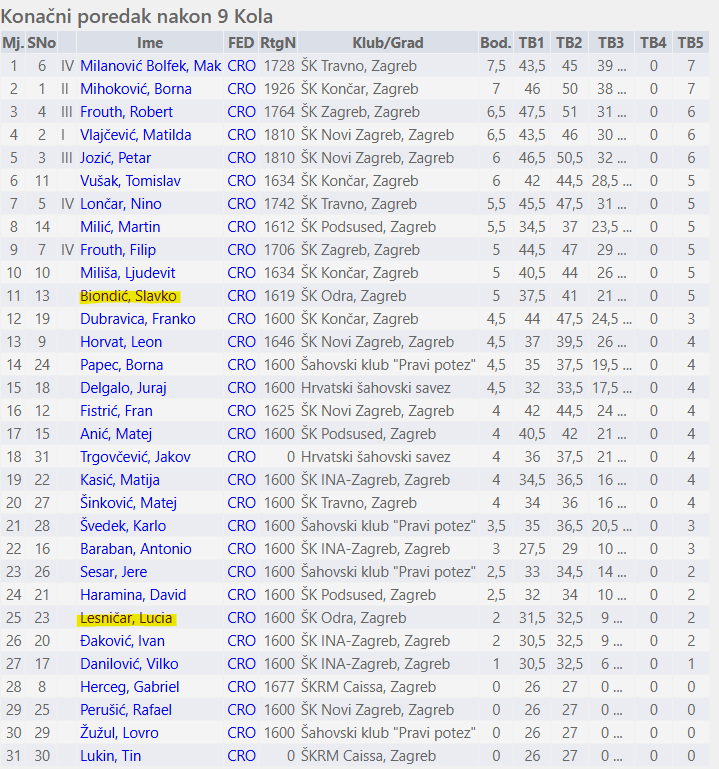 Konačni poredak nakon 9 Kola
Mj. SNo Ime FED RtgN Klub/Grad Bod. TB1 TB2 TB3 TB4 TB5
1 6 IV Milanović Bolfek, Mak CRO 1728 ŠK Travno, Zagreb 7,5 43,5 45 39 ... 0 7
2 1 II Mihoković, Borna CRO 1926 ŠK Končar, Zagreb 7 46 50 38 ... 0 7
3 4 III Frouth, Robert CRO 1764 ŠK Zagreb, Zagreb 6,5 47,5 51 31 ... 0 6
4 2 I Vlajčević, Matilda CRO 1810 ŠK Novi Zagreb, Zagreb 6,5 43,5 46 30 ... 0 6
5 3 III Jozić, Petar CRO 1810 ŠK Novi Zagreb, Zagreb 6 46,5 50,5 32 ... 0 6
6 11 Vušak, Tomislav CRO 1634 ŠK Končar, Zagreb 6 42 44,5 28,5 ... 0 5
7 5 IV Lončar, Nino CRO 1742 ŠK Travno, Zagreb 5,5 45,5 47,5 31 ... 0 5
8 14 Milić, Martin CRO 1612 ŠK Podsused, Zagreb 5,5 34,5 37 23,5 ... 0 5
9 7 IV Frouth, Filip CRO 1706 ŠK Zagreb, Zagreb 5 44,5 47 29 ... 0 5
10 10 Miliša, Ljudevit CRO 1634 ŠK Končar, Zagreb 5 40,5 44 26 ... 0 5
11 13 Biondić, Slavko CRO 1619 ŠK Odra, Zagreb 5 37,5 41 21 ... 0 5
12 19 Dubravica, Franko CRO 1600 ŠK Končar, Zagreb 4,5 44 47,5 24,5 ... 0 3
13 9 Horvat, Leon CRO 1646 ŠK Novi Zagreb, Zagreb 4,5 37 39,5 26 ... 0 4
14 24 Papec, Borna CRO 1600 Šahovski klub "Pravi potez" 4,5 35 37,5 19,5 ... 0 4
15 18 Delgalo, Juraj CRO 1600 Hrvatski šahovski savez 4,5 32 33,5 17,5 ... 0 4
16 12 Fistrić, Fran CRO 1625 ŠK Novi Zagreb, Zagreb 4 42 44,5 24 ... 0 4
17 15 Anić, Matej CRO 1600 ŠK Podsused, Zagreb 4 40,5 42 21 ... 0 4
18 31 Trgovčević, Jakov CRO 0 Hrvatski šahovski savez 4 36 37,5 21 ... 0 4
19 22 Kasić, Matija CRO 1600 ŠK INA-Zagreb, Zagreb 4 34,5 36,5 16 ... 0 4
20 27 Šinković, Matej CRO 1600 ŠK Travno, Zagreb 4 34 36 16 ... 0 4
21 28 Švedek, Karlo CRO 1600 Šahovski klub "Pravi potez" 3,5 35 36,5 20,5 ... 0 3
22 16 Baraban, Antonio CRO 1600 ŠK INA-Zagreb, Zagreb 3 27,5 29 10 ... 0 3
23 26 Sesar, Jere CRO 1600 Šahovski klub "Pravi potez" 2,5 33 34,5 14 ... 0 2
24 21 Haramina, David CRO 1600 ŠK Podsused, Zagreb 2,5 32 34 10 ... 0 2
25 23 Lesničar, Lucia CRO 1600 ŠK Odra, Zagreb 2 31,5 32,5 9 ... 0 2
26 20 Đaković, Ivan CRO 1600 ŠK INA-Zagreb, Zagreb 2 30,5 32,5 9 ... 0 2
27 17 Danilović, Vilko CRO 1600 ŠK INA-Zagreb, Zagreb 1 30,5 32,5 6 ... 0 1
28 8 Herceg, Gabriel CRO 1677 ŠKRM Caissa, Zagreb 0 26 27 0 ... 0 0
29 25 Perušić, Rafael CRO 1600 ŠK Novi Zagreb, Zagreb 0 26 27 0 ... 0 0
30 29 Žužul, Lovro CRO 1600 Šahovski klub "Pravi potez" 0 26 27 0 ... 0 0
31 30 Lukin, Tin CRO 0 ŠKRM Caissa, Zagreb 0 26 27 0 ... 0 0